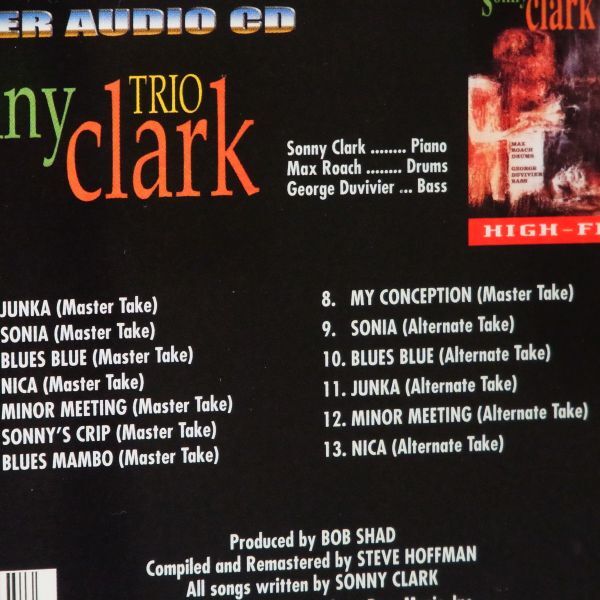 ER AUDIO CD
nny
TRIO
clark
Sonny Clark ........ Piano
Max Roach ........ Drums
George Duvivier ... Bass
Sonny
clark
MAX
ROACH
DRUMS
GEORGE
DUVIVIER
BASS
HIGH-F
JUNKA (Master Take)
SONIA (Master Take)
BLUES BLUE (Master Take)
NICA (Master Take)
MINOR MEETING (Master Take)
SONNY'S CRIP (Master Take)
BLUES MAMBO (Master Take)
8. MY CONCEPTION (Master Take)
9. SONIA (Alternate Take)
10. BLUES BLUE (Alternate Take)
11. JUNKA (Alternate Take)
12. MINOR MEETING (Alternate Take)
13. NICA (Alternate Take)
Produced by BOB SHAD
Compiled and Remastered by STEVE HOFFMAN
All songs written by SONNY CLARK